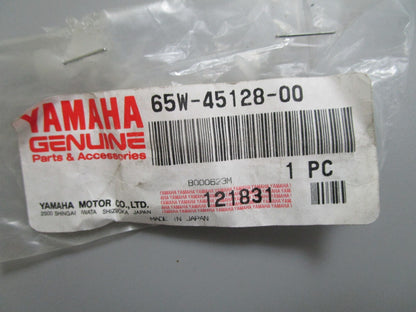 YAMAHA
GENUINE
Parts & Accessories
65W-45128-00
B000623M
1 PC
121831
YAMAHA MOTOR CO., LTD.
2500 SHINGAI IWATA SHIZUOKA JAPAN
MADE IN JAPAN